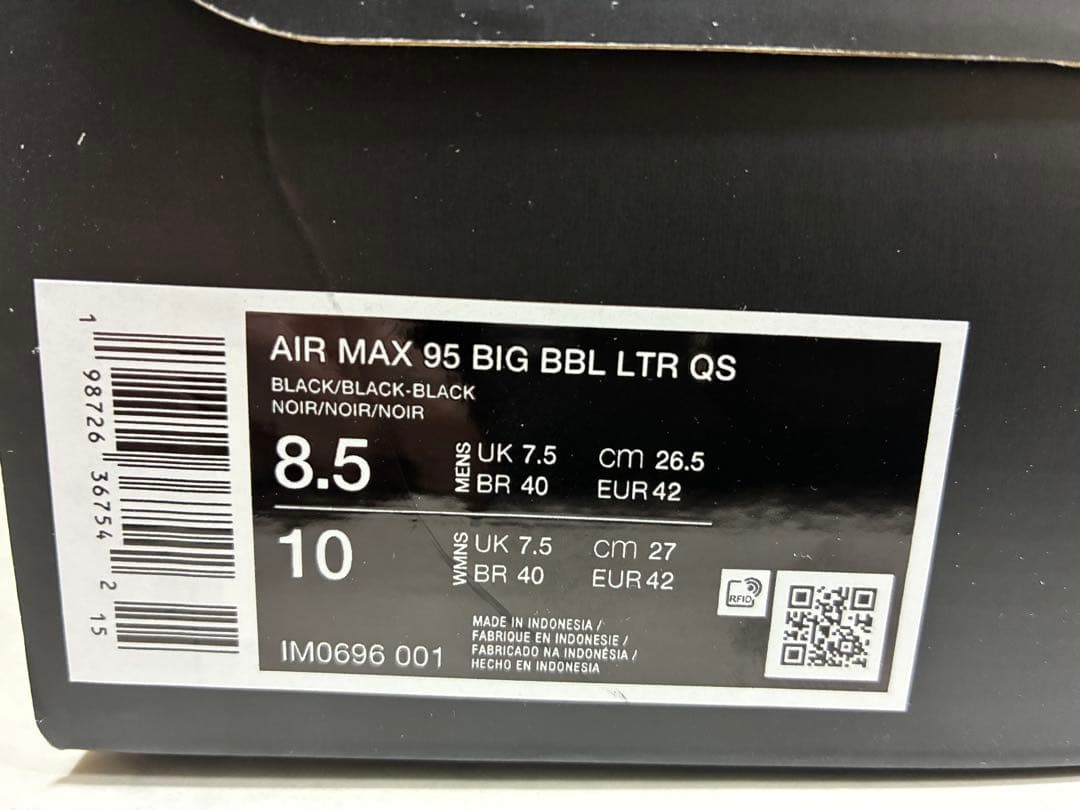 AIR MAX 95 BIG BBL LTR QS
BLACK/BLACK-BLACK
NOIR/NOIR/NOIR
8.5 MENS UK 7.5 cm 26.5
BR 40 EUR 42
10 WMNS UK 7.5 cm 27
BR 40 EUR 42
IM0696 001
MADE IN INDONESIA /
FABRIQUE EN INDONESIE /
FABRICADO NA INDONÉSIA /
HECHO EN INDONESIA
RFID
1 98726 36754 2 15